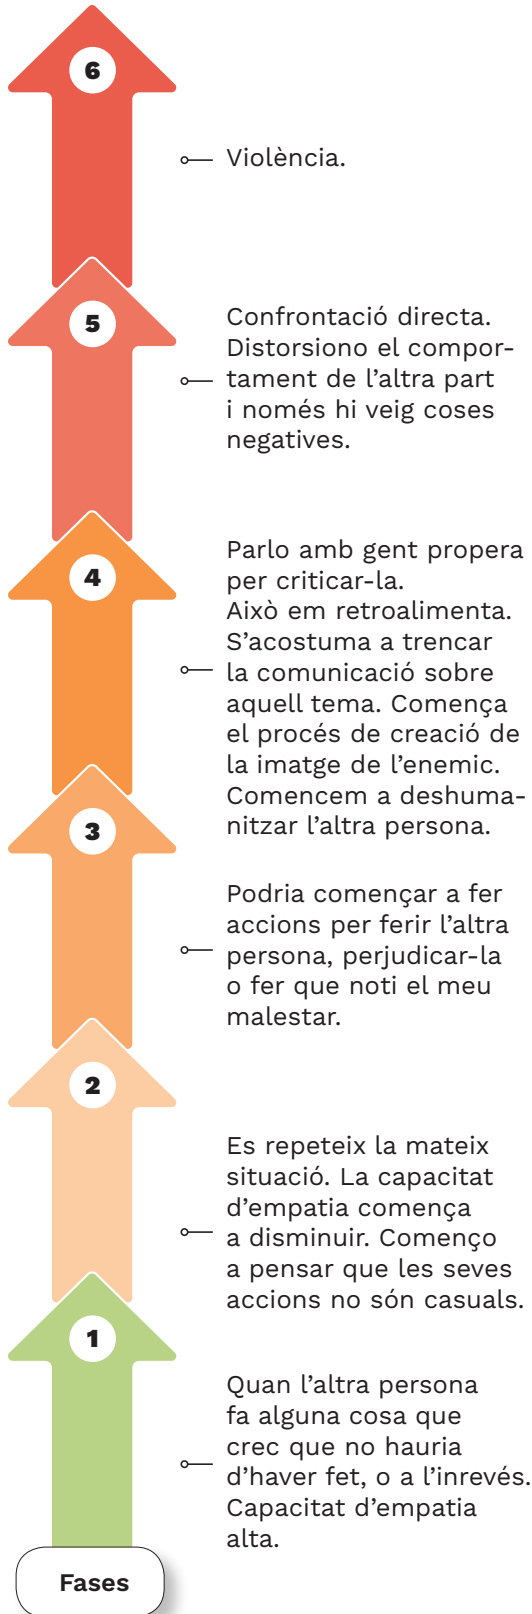 6
Violència.
5
Confrontació directa.
Distorsiono el compor-
tament de l’altra part
i només hi veig coses
negatives.
4
Parlo amb gent propera
per criticar-la.
Això em retroalimenta.
S’acostuma a trencar
la comunicació sobre
aquell tema. Comença
el procés de creació de
la imatge de l’enemic.
Comencem a deshuma-
nitzar l’altra persona.
3
Podria començar a fer
accions per ferir l’altra
persona, perjudicar-la
o fer que noti el meu
malestar.
2
Es repeteix la mateix
situació. La capacitat
d’empatia comença
a disminuir. Començo
a pensar que les seves
accions no són casuals.
1
Quan l’altra persona
fa alguna cosa que
crec que no hauria
d’haver fet, o a l’inrevés.
Capacitat d’empatia
alta.
Fases